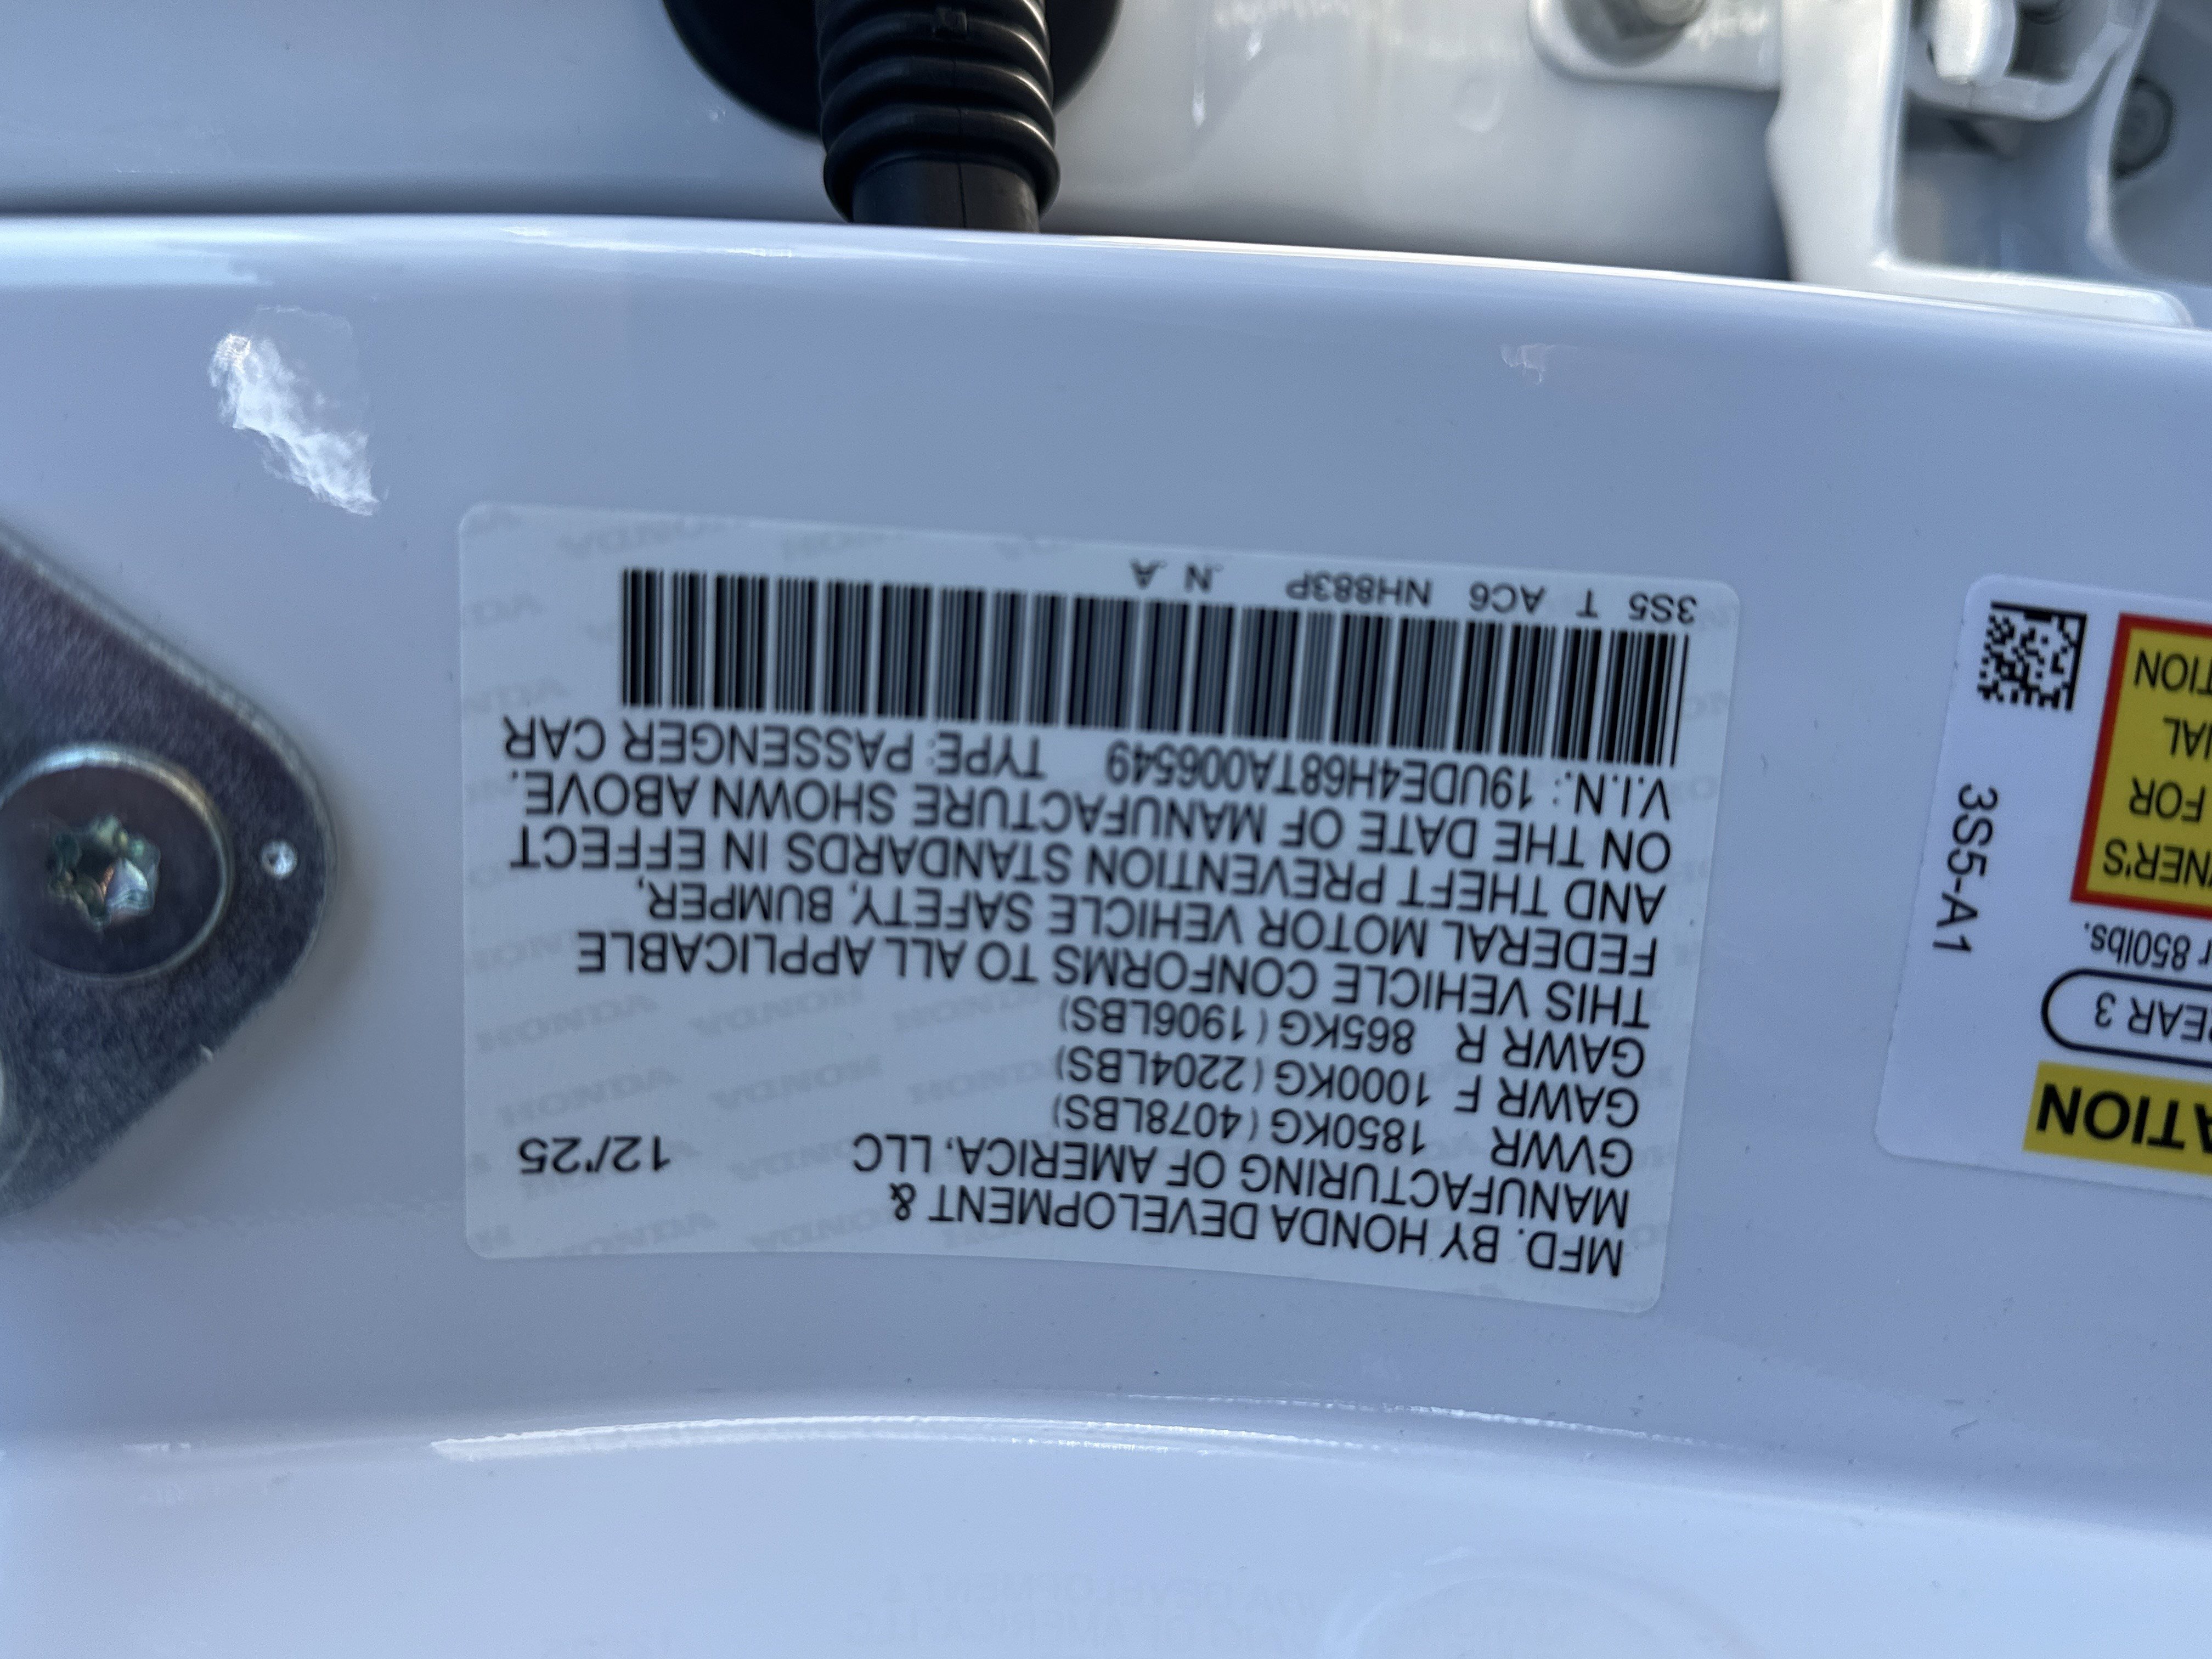 MFD. BY HONDA DEVELOPMENT &
MANUFACTURING OF AMERICA, LLC 12/'25
GVWR 1850KG (4078LBS)
GAWR F 1000KG (2204LBS)
GAWR R 865KG (1906LBS)
THIS VEHICLE CONFORMS TO ALL APPLICABLE
FEDERAL MOTOR VEHICLE SAFETY, BUMPER,
AND THEFT PREVENTION STANDARDS IN EFFECT
ON THE DATE OF MANUFACTURE SHOWN ABOVE.
V.I.N.: 19UDE4H68TA006549 TYPE: PASSENGER CAR
3S5 T AC6 NH883P .N .A
ATION
REAR 3
r 850lbs.
NER'S
FOR
IAL
TION
3S5-A1